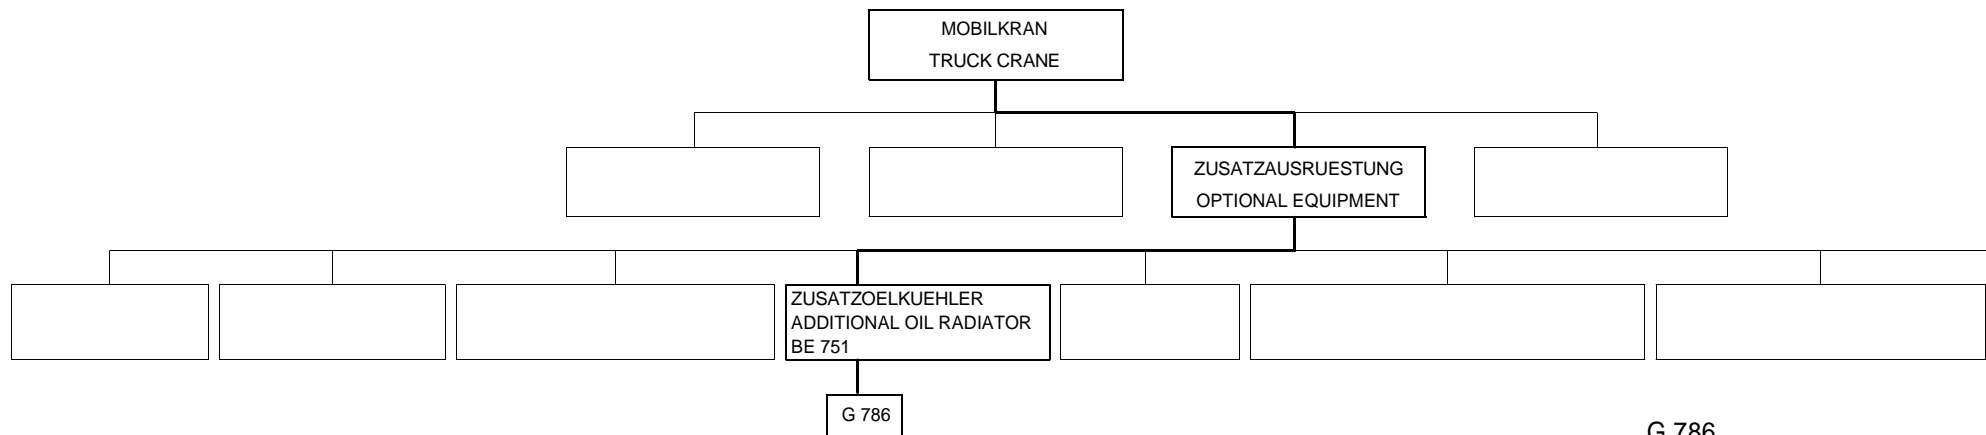 MOBILKRAN
TRUCK CRANE
ZUSATZAUSRUESTUNG
OPTIONAL EQUIPMENT
ZUSATZOELKUEHLER
ADDITIONAL OIL RADIATOR
BE 751
G 786
G 786